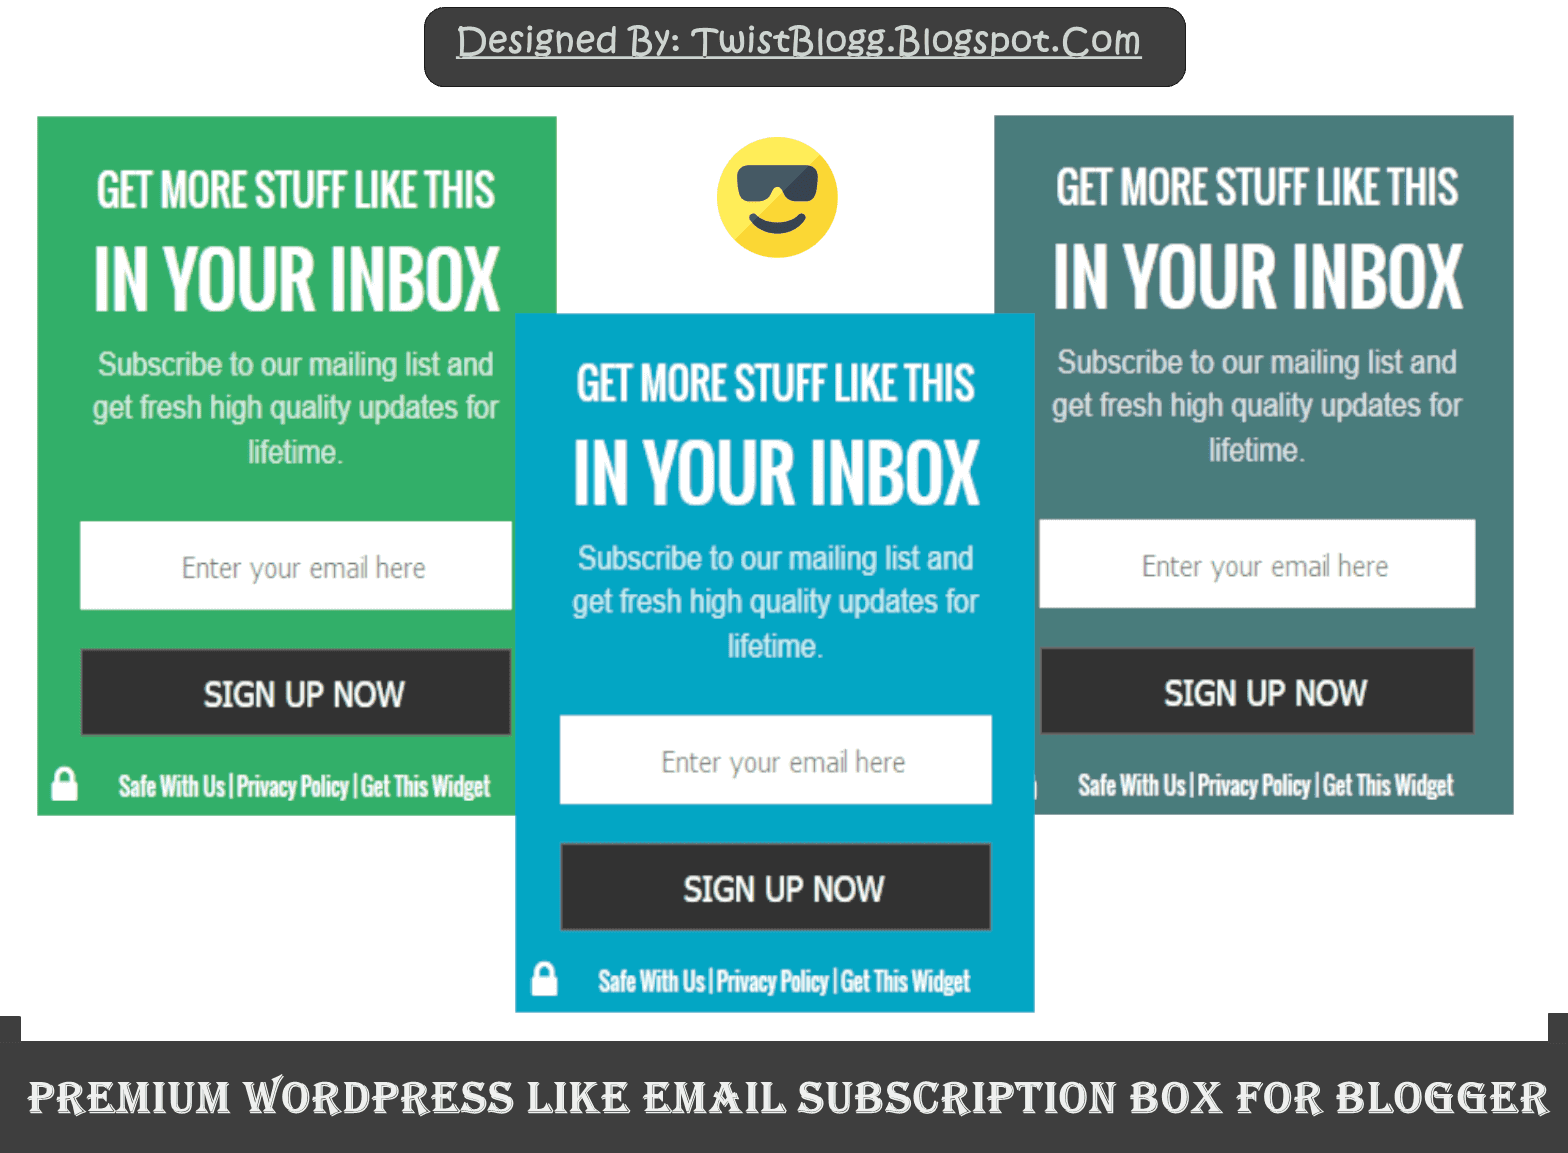 Designed By: TwistBlogg.Blogspot.Com
GET MORE STUFF LIKE THIS
IN YOUR INBOX
Subscribe to our mailing list and
get fresh high quality updates for
lifetime.
Enter your email here
SIGN UP NOW
Safe With Us | Privacy Policy | Get This Widget
GET MORE STUFF LIKE THIS
IN YOUR INBOX
Subscribe to our mailing list and
get fresh high quality updates for
lifetime.
Enter your email here
SIGN UP NOW
Safe With Us | Privacy Policy | Get This Widget
GET MORE STUFF LIKE THIS
IN YOUR INBOX
Subscribe to our mailing list and
get fresh high quality updates for
lifetime.
Enter your email here
SIGN UP NOW
Safe With Us | Privacy Policy | Get This Widget
PREMIUM WORDPRESS LIKE EMAIL SUBSCRIPTION BOX FOR BLOGGER